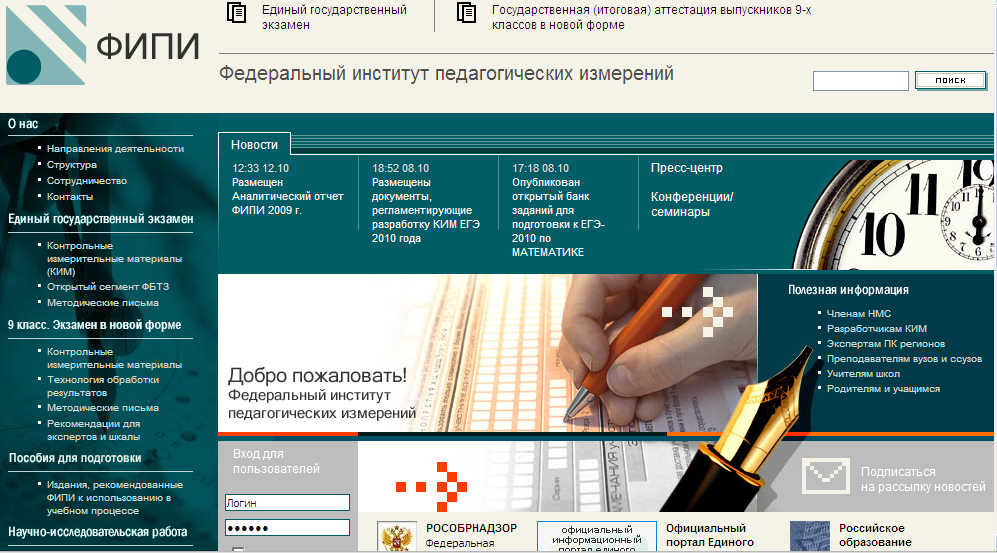 ФИПИ
Единый государственный
экзамен
Государственная (итоговая) аттестация выпускников 9-х
классов в новой форме
Федеральный институт педагогических измерений
ПОИСК
О нас
Направления деятельности
Структура
Сотрудничество
Контакты
Единый государственный экзамен
Контрольные
измерительные материалы
(КИМ)
Открытый сегмент ФБТЗ
Методические письма
9 класс. Экзамен в новой форме
Контрольные
измерительные материалы
Технология обработки
результатов
Методические письма
Рекомендации для
экспертов и шкалы
Пособия для подготовки
Издания, рекомендованные
ФИПИ к использованию в
учебном процессе
Научно-исследовательская работа
Новости
12:33 12.10
Размещен
Аналитический отчет
ФИПИ 2009 г.
18:52 08.10
Размещены
документы,
регламентирующие
разработку КИМ ЕГЭ
2010 года
17:18 08.10
Опубликован
открытый банк
заданий для
подготовки к ЕГЭ-
2010 по
МАТЕМАТИКЕ
Пресс-центр
Конференции/
семинары
10
11
12
9
Добро пожаловать!
Федеральный институт
педагогических измерений
Полезная информация
Членам НМС
Разработчикам КИМ
Экспертам ПК регионов
Преподавателям вузов и ссузов
Учителям школ
Родителям и учащимся
Вход для
пользователей
Логин
••••••
Серия
Подписаться
на рассылку новостей
РОСОБРНАДЗОР
Федеральная
официальный
информационный
портал единого
Официальный
портал Единого
Российское
образование